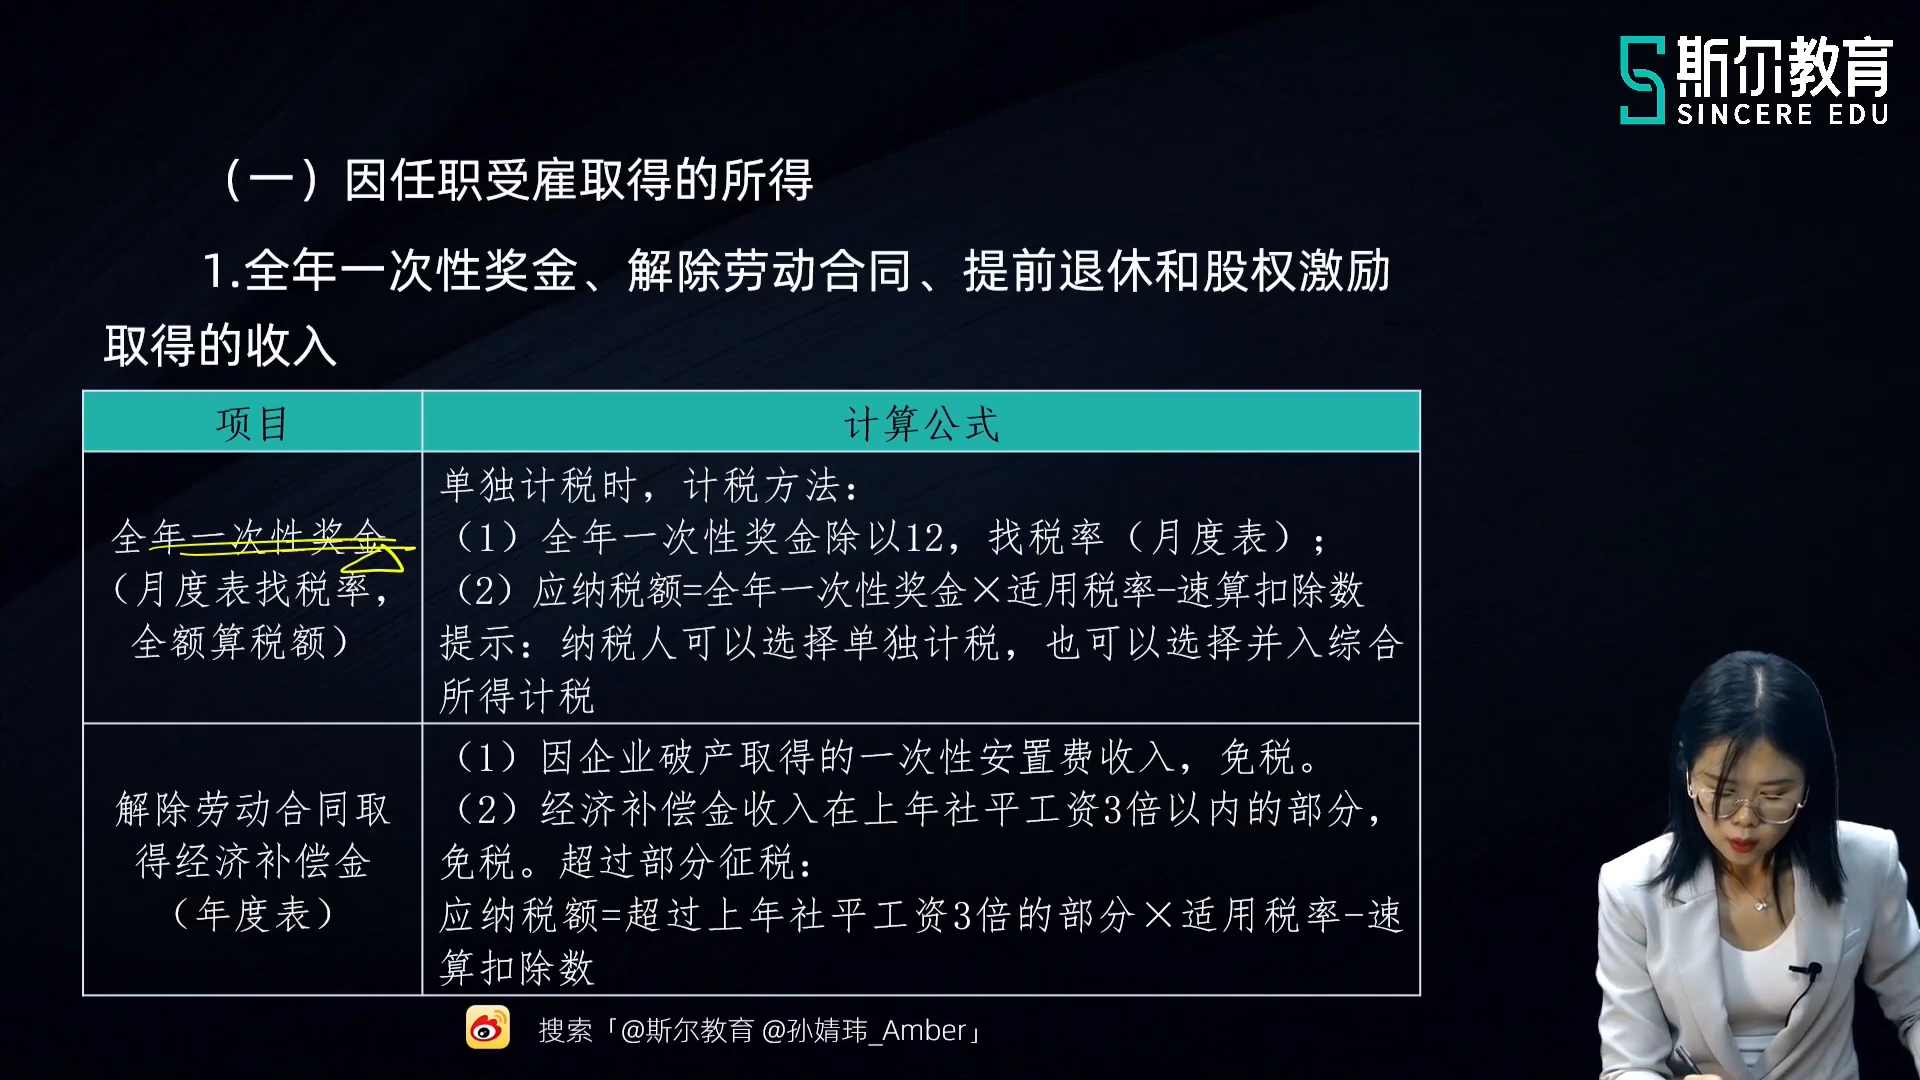 斯尔教育
SINCERE EDU
（一）因任职受雇取得的所得
1.全年一次性奖金、解除劳动合同、提前退休和股权激励
取得的收入
项目
计算公式
全年一次性奖金
（月度表找税率，
全额算税额）
单独计税时，计税方法：
（1）全年一次性奖金除以12，找税率（月度表）；
（2）应纳税额=全年一次性奖金×适用税率-速算扣除数
提示：纳税人可以选择单独计税，也可以选择并入综合
所得计税
解除劳动合同取
得经济补偿金
（年度表）
（1）因企业破产取得的一次性安置费收入，免税。
（2）经济补偿金收入在上年社平工资3倍以内的部分，
免税。超过部分征税：
应纳税额=超过上年社平工资3倍的部分×适用税率-速
算扣除数
搜索「@斯尔教育 @孙婧玮_Amber」